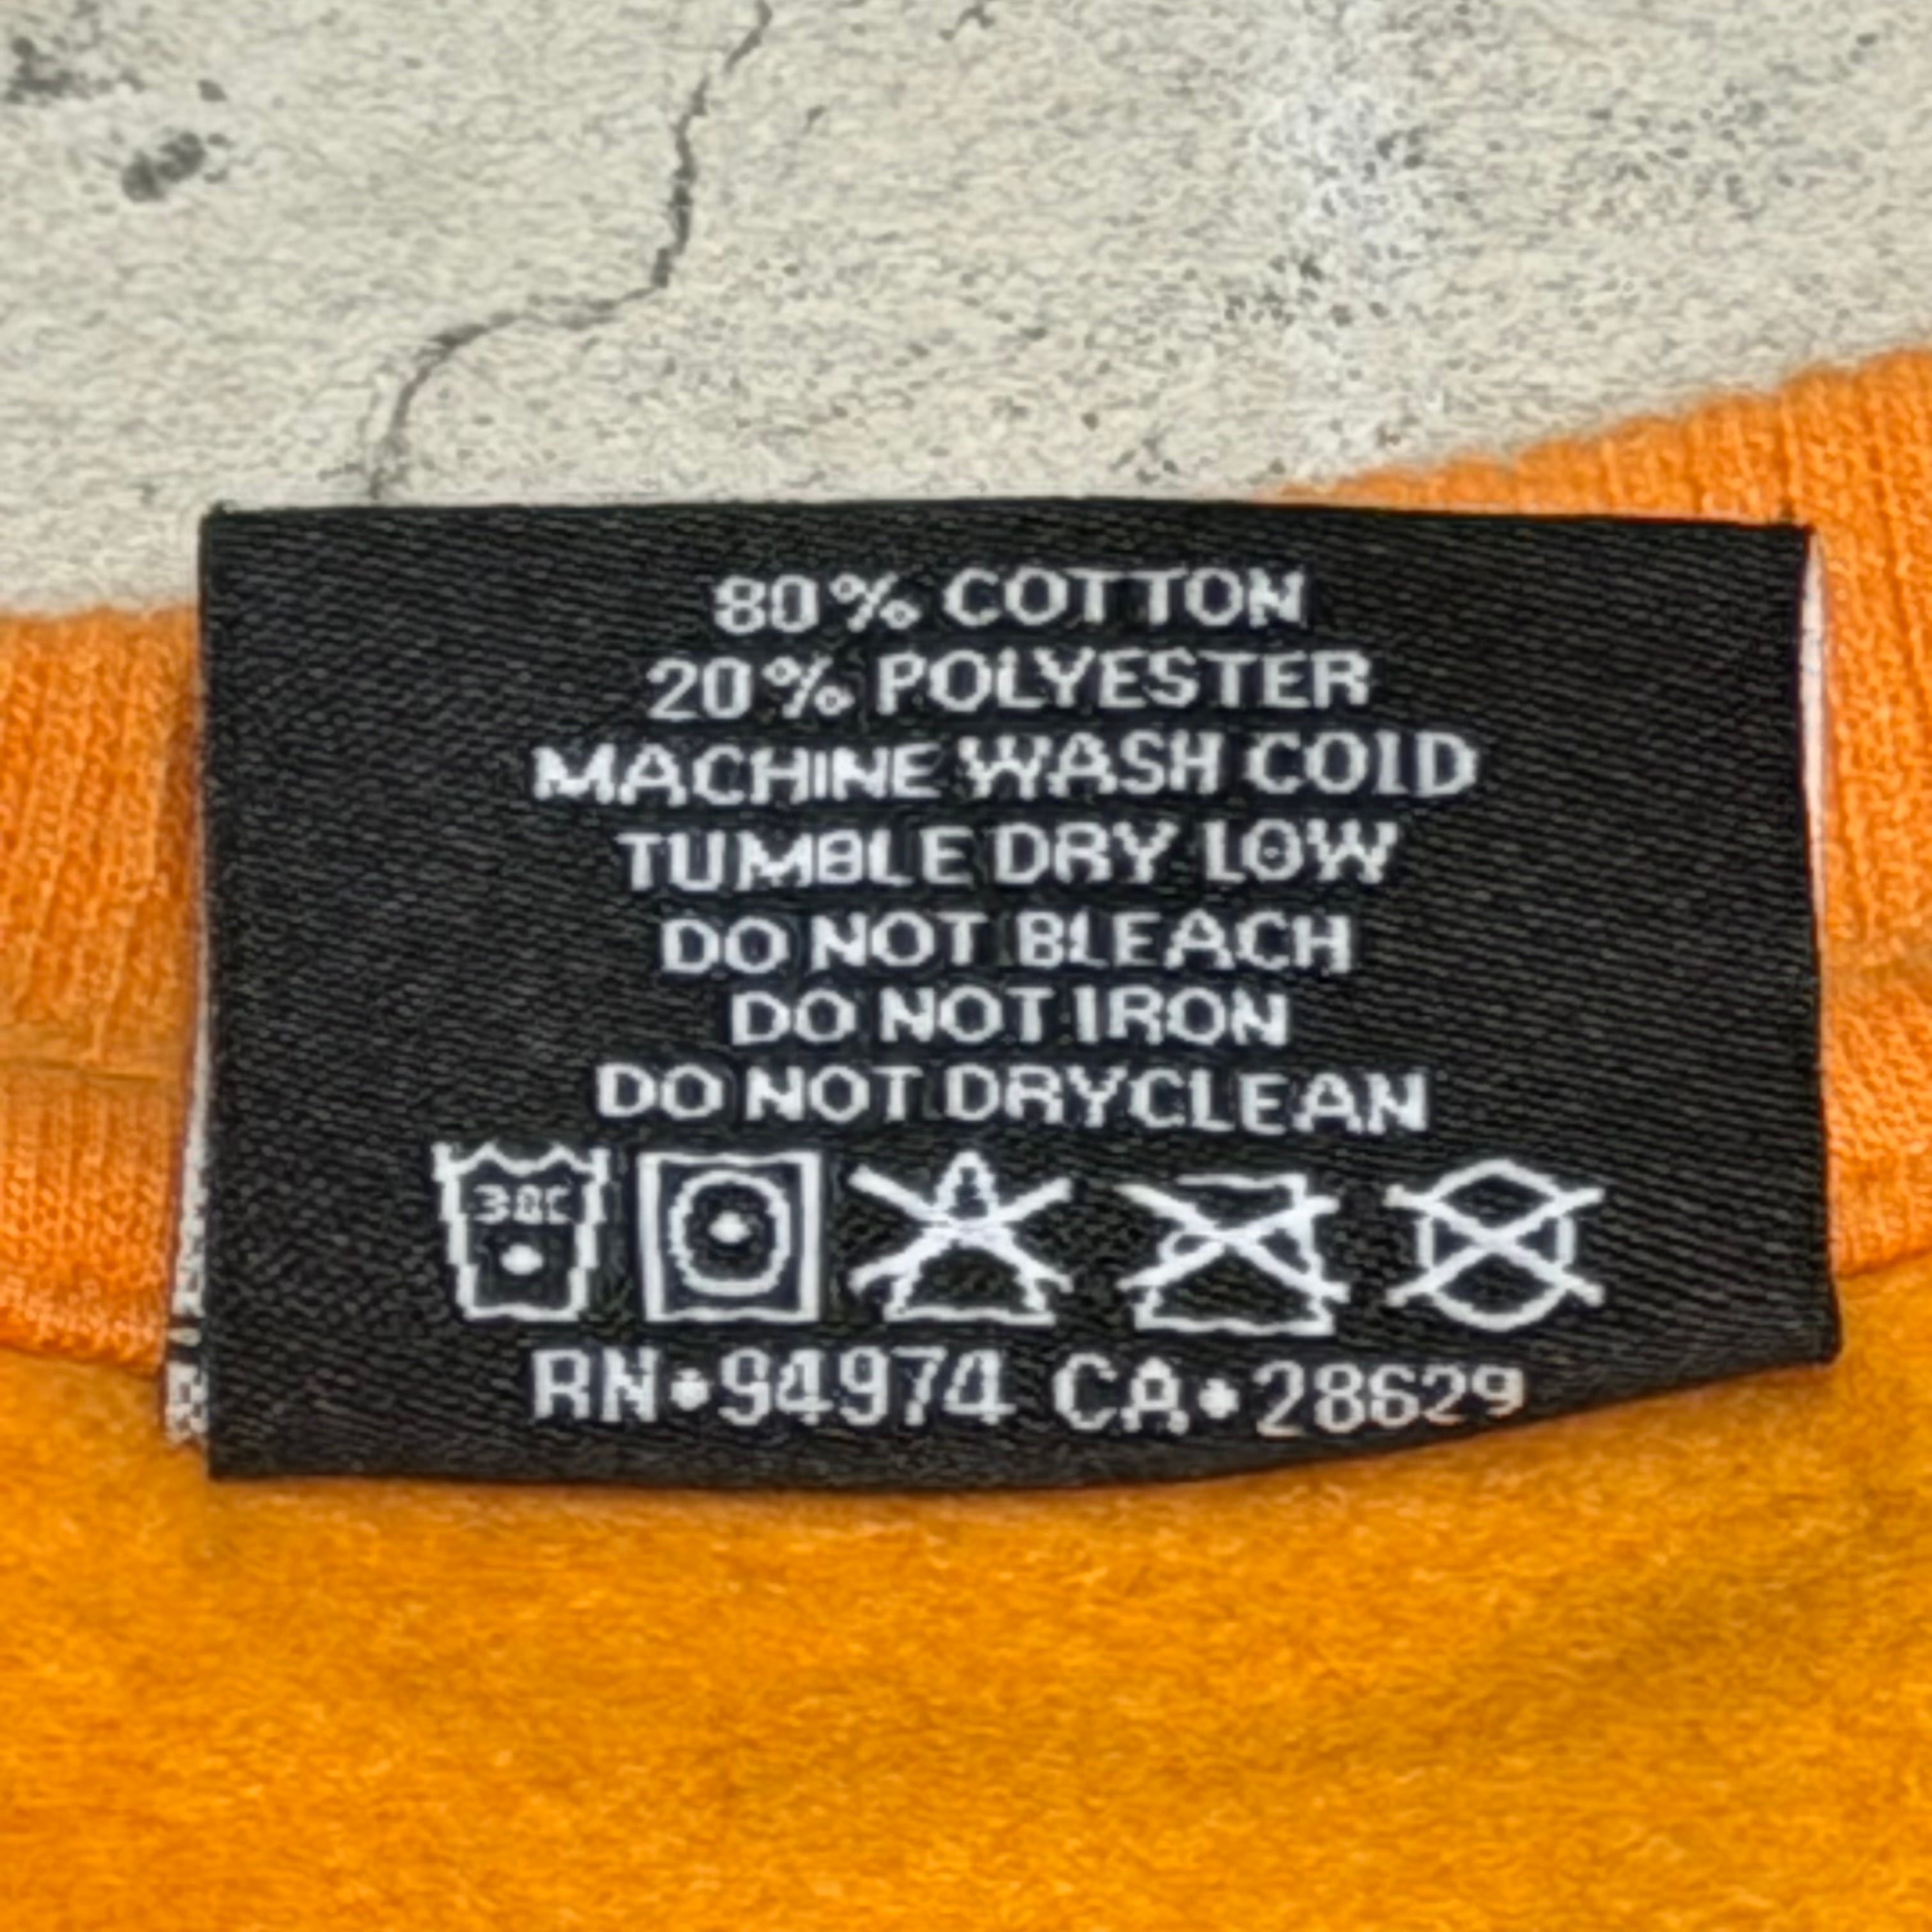 80% COTTON
20% POLYESTER
MACHINE WASH COLD
TUMBLE DRY LOW
DO NOT BLEACH
DO NOT IRON
DO NOT DRYCLEAN
30C
RN•94974 CA•28629